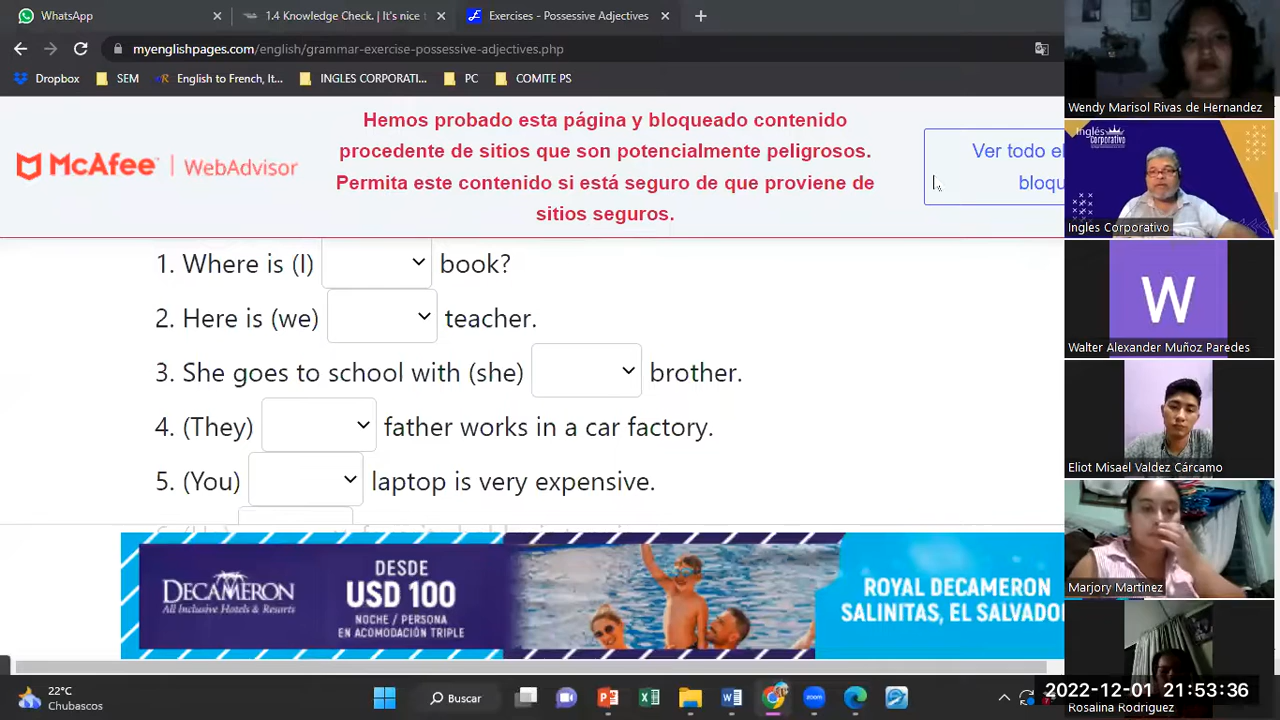 WhatsApp
1.4 Knowledge Check. | It's nice t
Exercises - Possessive Adjectives
myenglishpages.com/english/grammar-exercise-possessive-adjectives.php
Dropbox
SEM
English to French, It...
INGLES CORPORATI...
PC
COMITE PS
McAfee | WebAdvisor
Hemos probado esta página y bloqueado contenido
procedente de sitios que son potencialmente peligrosos.
Permita este contenido si está seguro de que proviene de
sitios seguros.
Ver todo el
bloqu
1. Where is (I) book?
2. Here is (we) teacher.
3. She goes to school with (she) brother.
4. (They) father works in a car factory.
5. (You) laptop is very expensive.
DECAMERON
All Inclusive Hotels & Resorts
DESDE
USD 100
NOCHE / PERSONA
EN ACOMODACIÓN TRIPLE
ROYAL DECAMERON
SALINITAS, EL SALVADOR
22°C
Chubascos
Buscar
Wendy Marisol Rivas de Hernandez
Inglés
Corporativo
Ingles Corporativo
W
Walter Alexander Muñoz Paredes
Eliot Misael Valdez Cárcamo
Marjory Martinez
2022-12-01 21:53:36
Rosalina Rodriguez